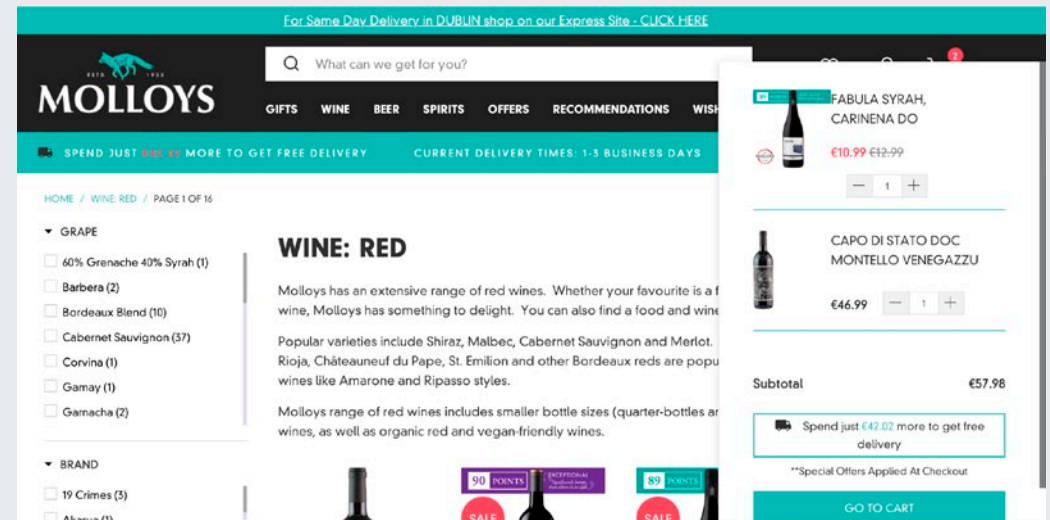 For Same Day Delivery in DUBLIN shop on our Express Site - CLICK HERE
ESTD 1933
MOLLOYS
What can we get for you?
2
GIFTS WINE BEER SPIRITS OFFERS RECOMMENDATIONS WISH
SPEND JUST MORE TO GET FREE DELIVERY
CURRENT DELIVERY TIMES: 1-3 BUSINESS DAYS
HOME / WINE: RED / PAGE 1 OF 16
GRAPE
60% Grenache 40% Syrah (1)
Barbera (2)
Bordeaux Blend (10)
Cabernet Sauvignon (37)
Corvina (1)
Gamay (1)
Garnacha (2)
BRAND
19 Crimes (3)
Akarua (1)
WINE: RED
Molloys has an extensive range of red wines. Whether your favourite is a f
wine, Molloys has something to delight. You can also find a food and wine
Popular varieties include Shiraz, Malbec, Cabernet Sauvignon and Merlot.
Rioja, Châteauneuf du Pape, St. Emilion and other Bordeaux reds are popu
wines like Amarone and Ripasso styles.
Molloys range of red wines includes smaller bottle sizes (quarter-bottles ar
wines, as well as organic red and vegan-friendly wines.
90 POINTS
EXCEPTIONAL
SALE
89 POINTS
SALE
89
FABULA SYRAH,
CARINENA DO
€10.99 €12.99
1
CAPO DI STATO DOC
MONTELLO VENEGAZZU
€46.99
1
Subtotal €57.98
Spend just €42.02 more to get free
delivery
**Special Offers Applied At Checkout
GO TO CART